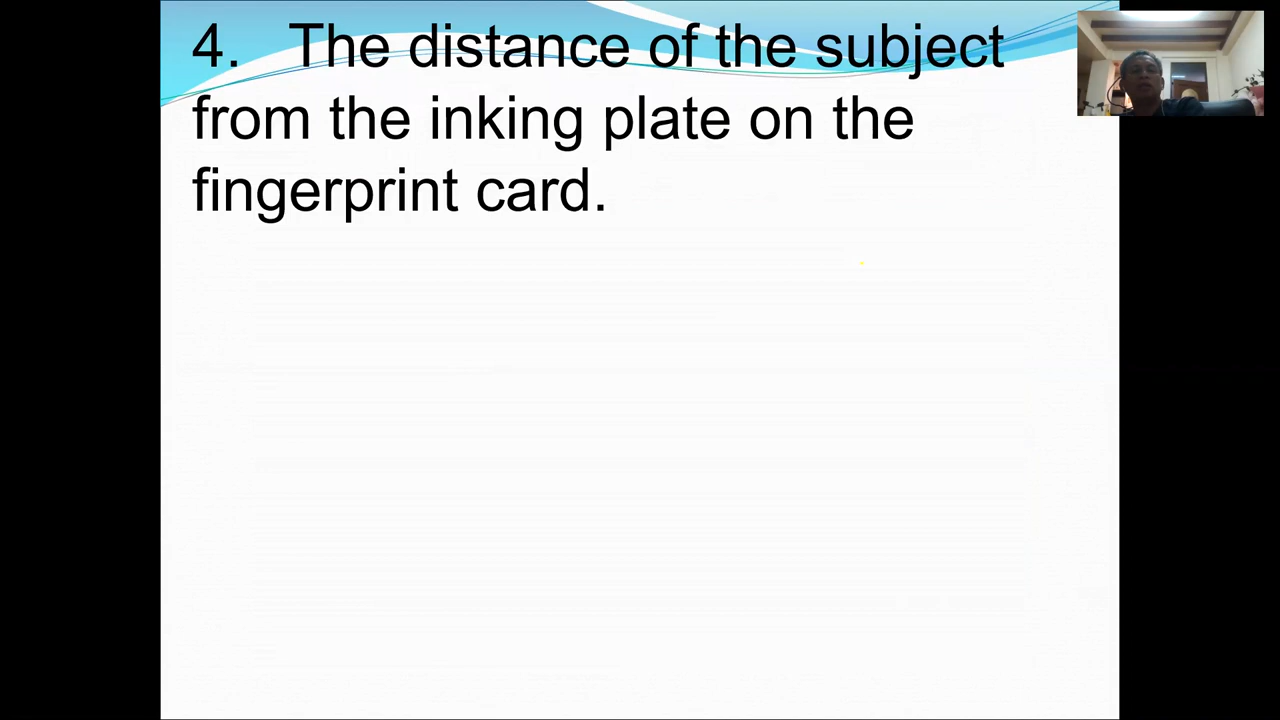 4. The distance of the subject
from the inking plate on the
fingerprint card.